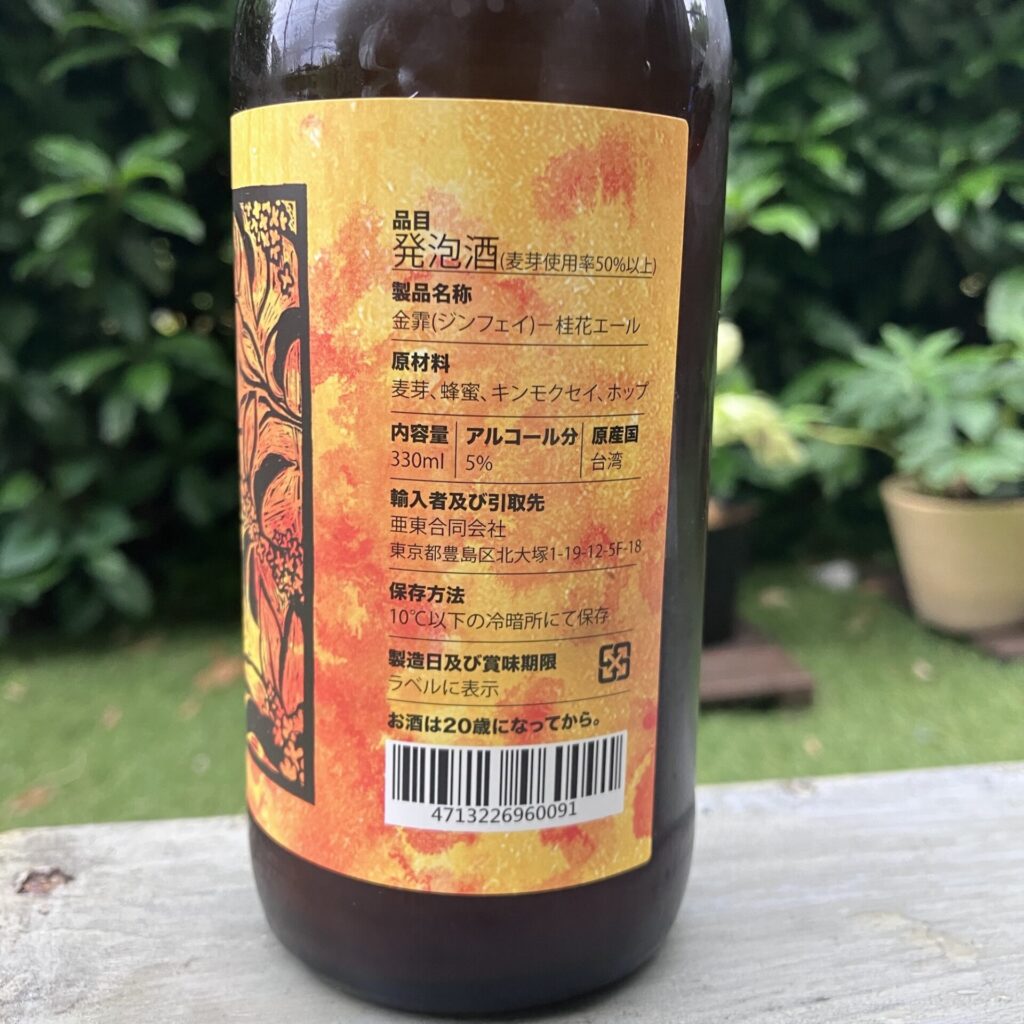 品目
発泡酒(麦芽使用率50%以上)
製品名称
金霏(ジンフェイ)−桂花エール
原材料
麦芽、蜂蜜、キンモクセイ、ホップ
内容量 アルコール分 原産国
330ml 5% 台湾
輸入者及び引取先
亜東合同会社
東京都豊島区北大塚1-19-12-5F-18
保存方法
10℃以下の冷暗所にて保存
製造日及び賞味期限
ラベルに表示
お酒は20歳になってから。
4713226960091